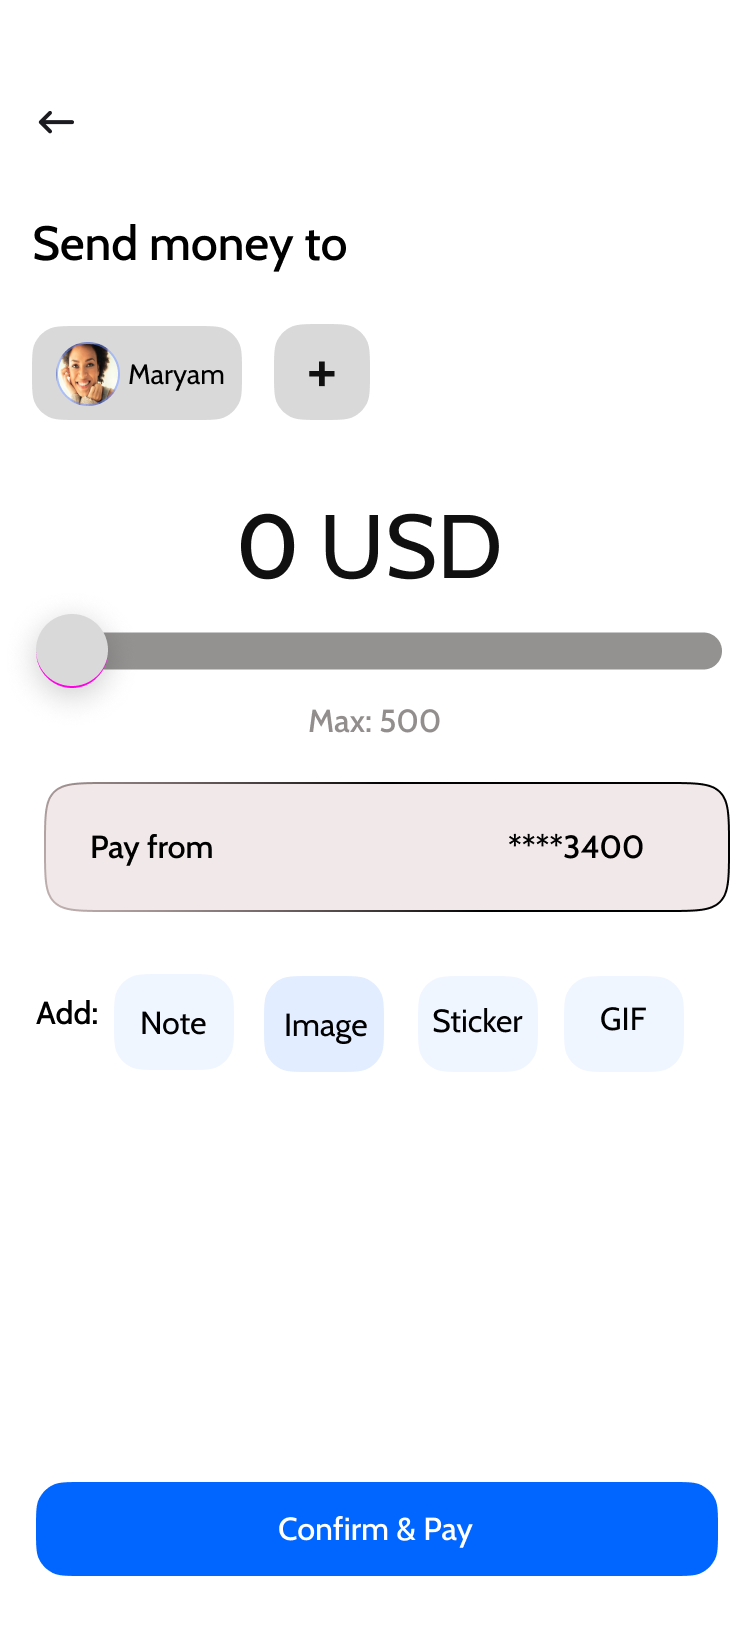 Send money to
Maryam +
0 USD
Max: 500
Pay from ****3400
Add: Note Image Sticker GIF
Confirm & Pay